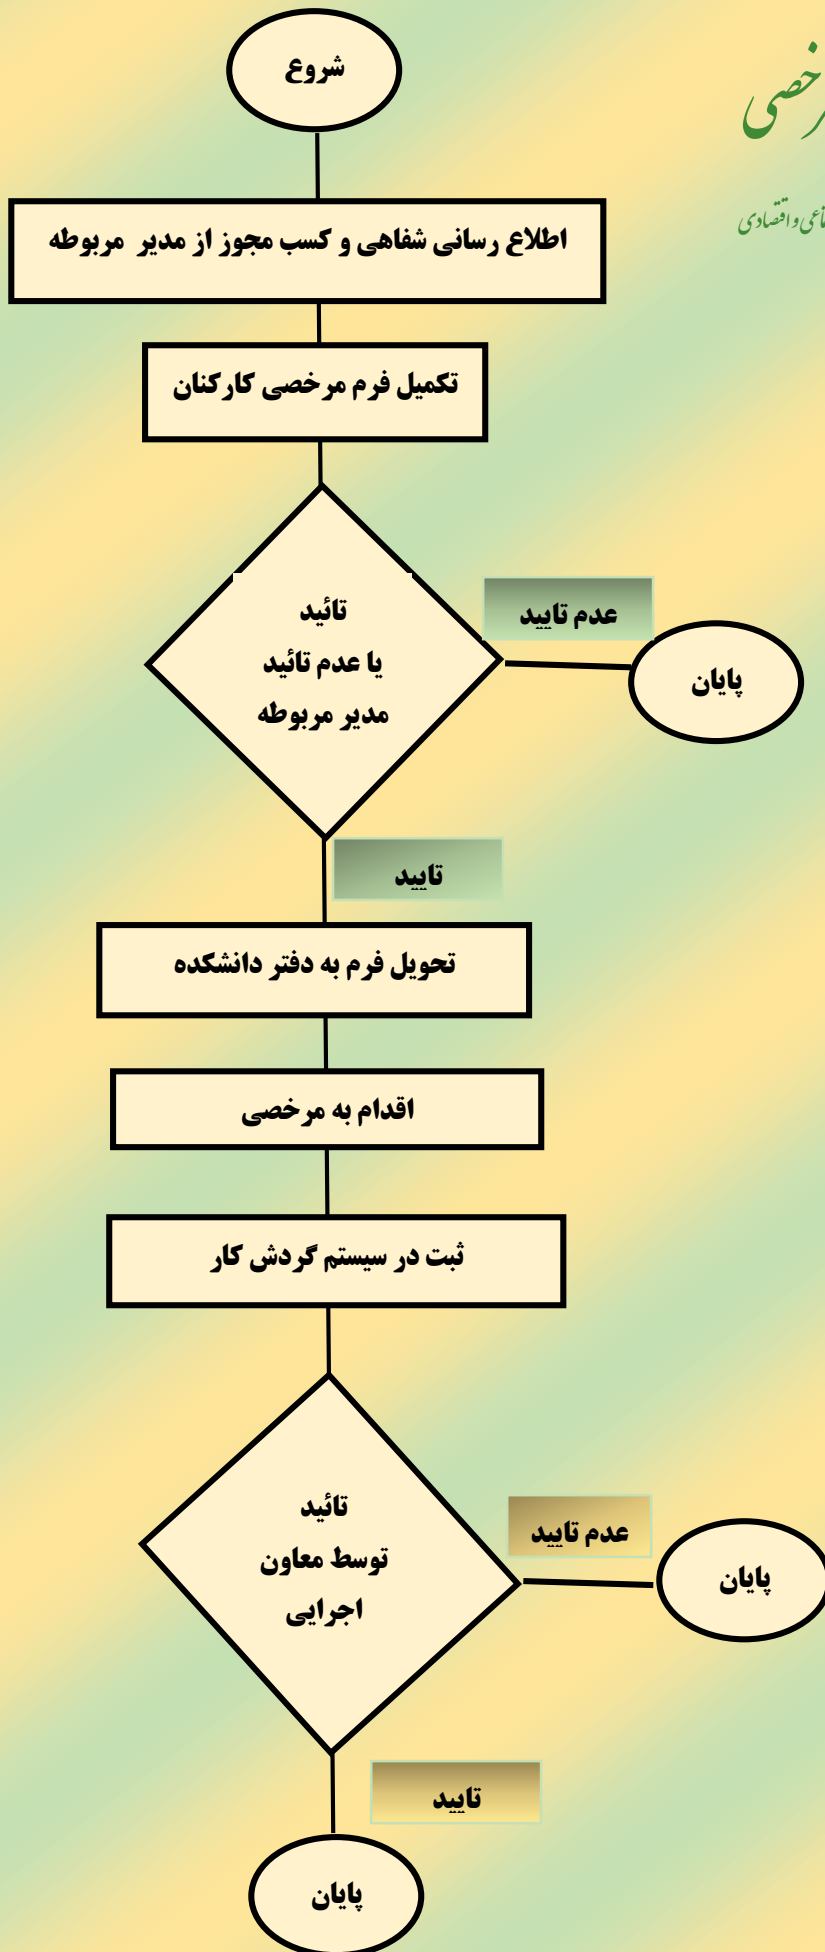 شروع
اطلاع رسانی شفاهی و کسب مجوز از مدیر مربوطه
تکمیل فرم مرخصی کارکنان
تائید
یا عدم تائید
مدیر مربوطه
عدم تایید
پایان
تایید
تحویل فرم به دفتر دانشکده
اقدام به مرخصی
ثبت در سیستم گردش کار
تائید
توسط معاون
اجرایی
عدم تایید
پایان
تایید
پایان
و اقتصادی